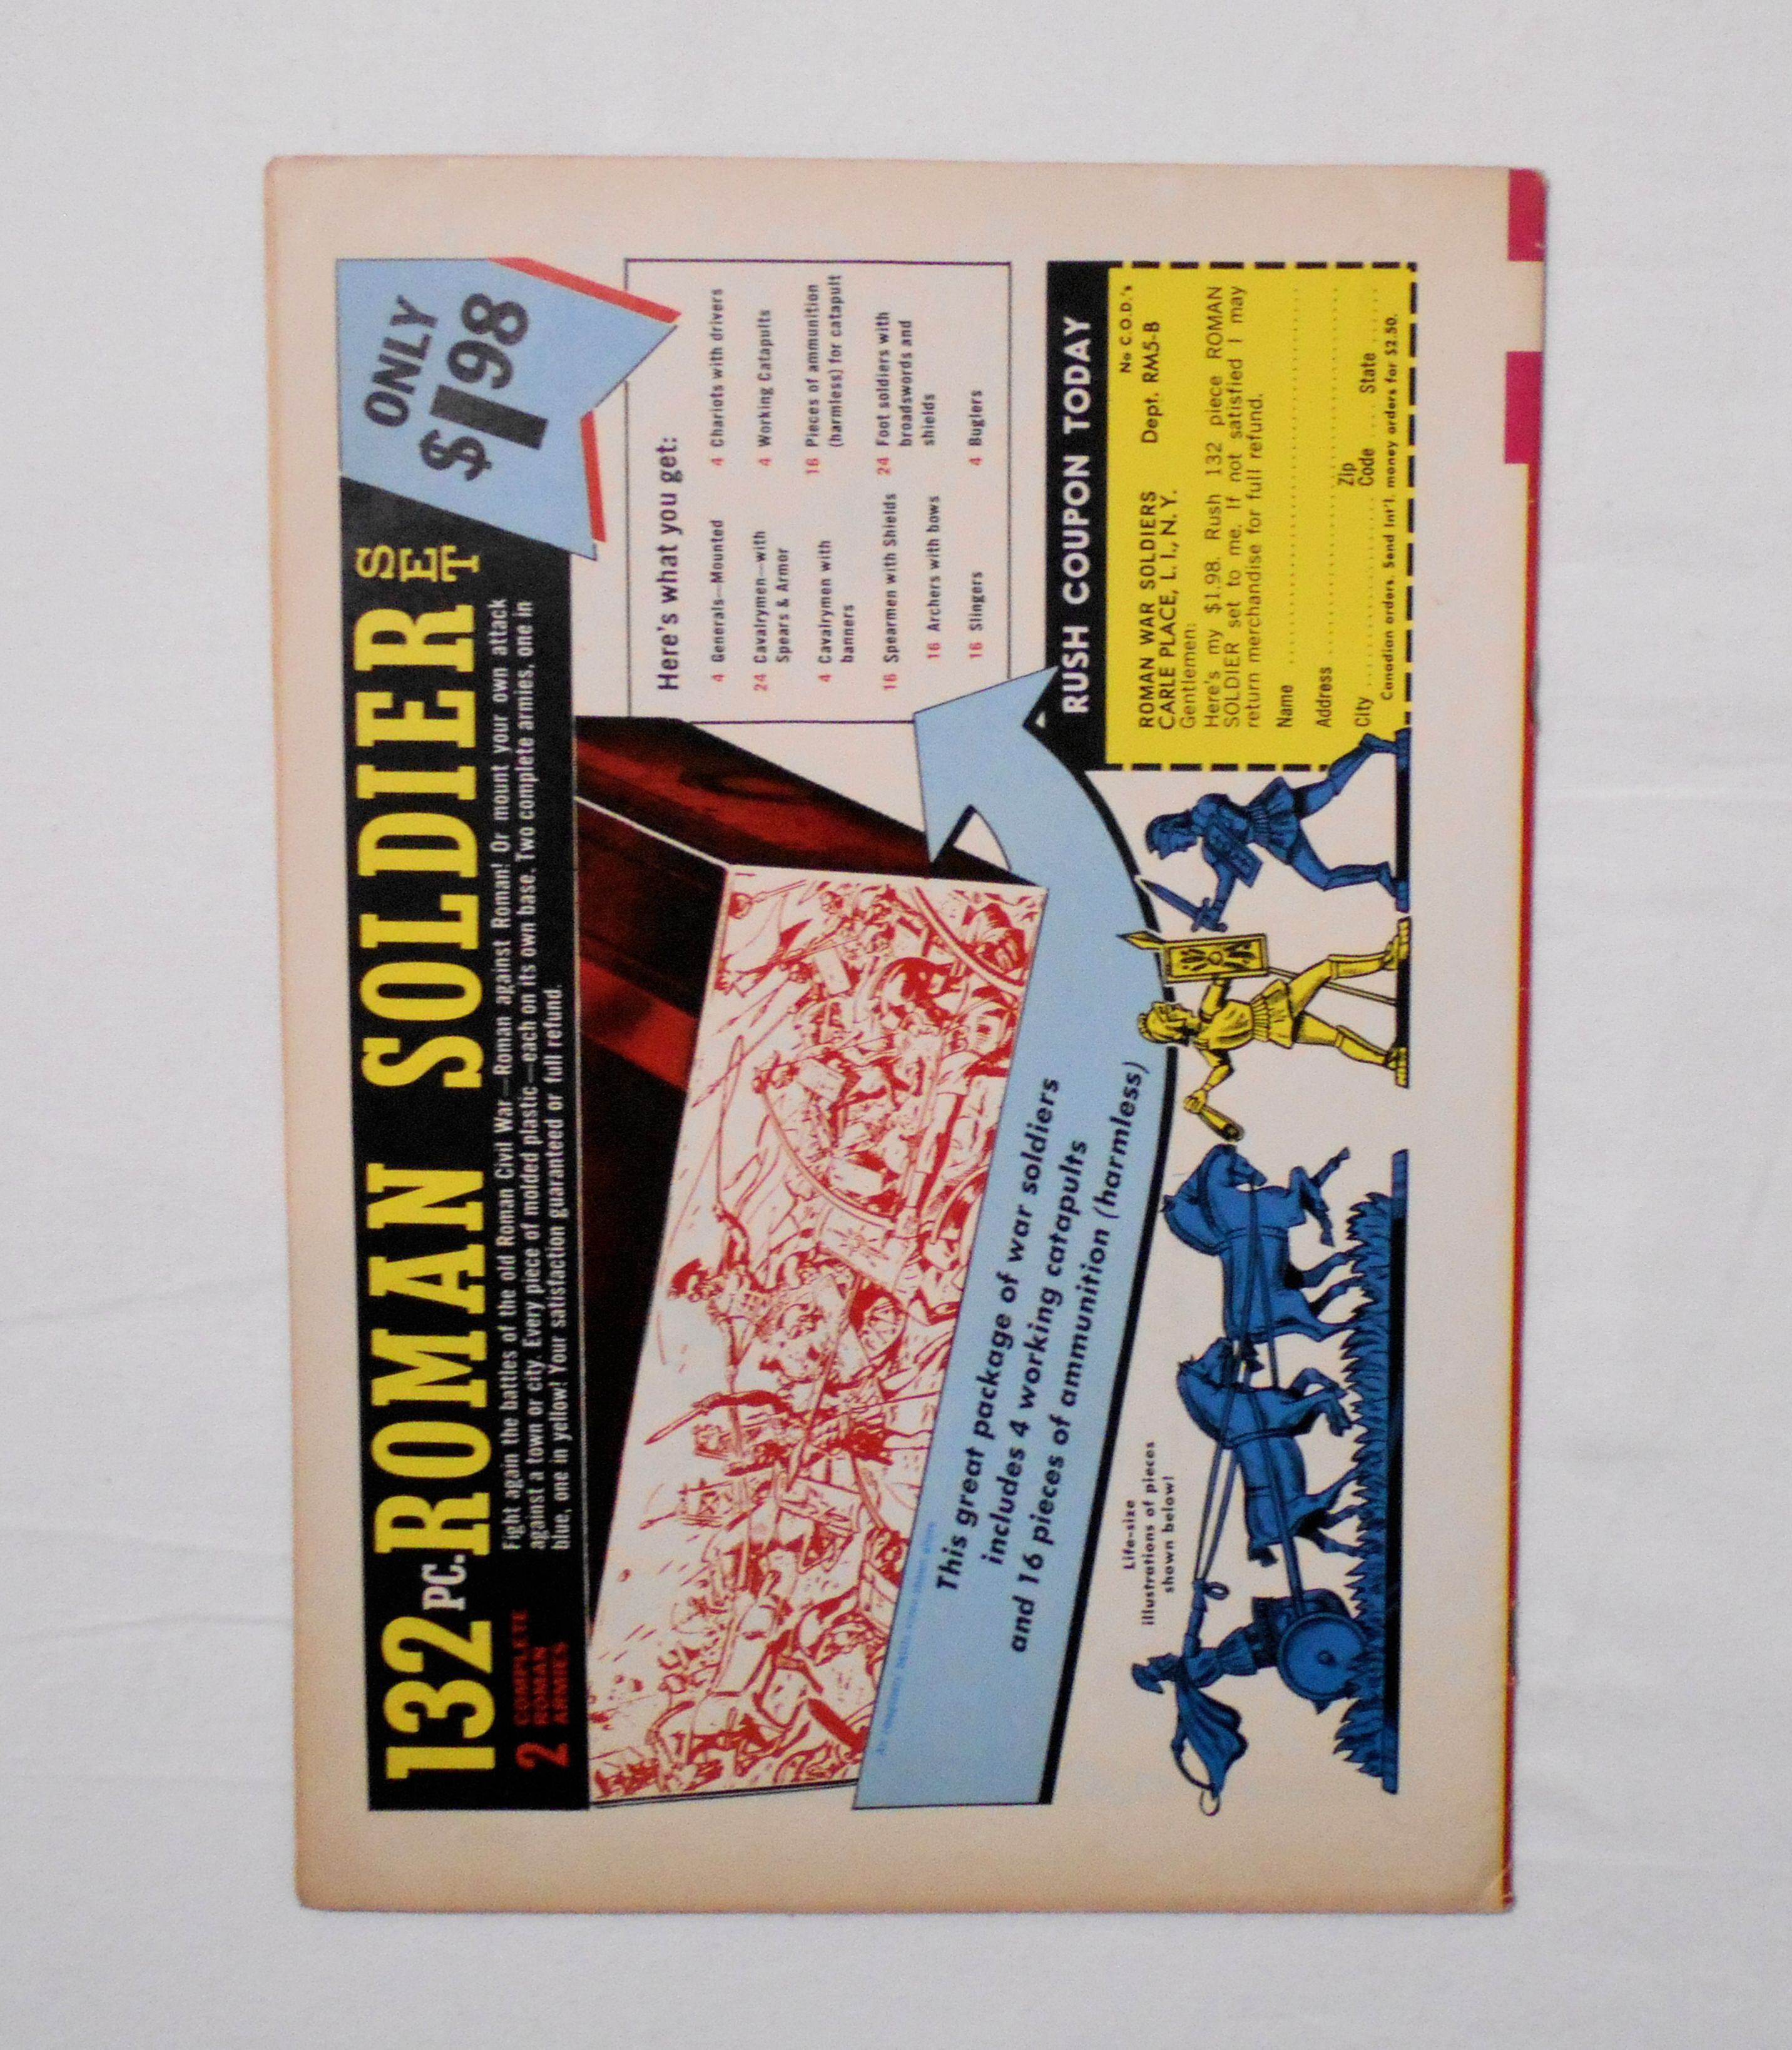 132 PC. ROMAN SOLDIER SET
ONLY
$1 98
2 COMPLETE
ROMAN
ARMIES
Fight again the battles of the old Roman Civil War—Roman against Roman! Or mount your own attack
against a town or city. Every piece of molded plastic—each on its own base. Two complete armies, one in
blue, one in yellow! Your satisfaction guaranteed or full refund.
Here's what you get:
4 Generals—Mounted
24 Cavalrymen—with
Spears & Armor
4 Cavalrymen with
banners
16 Spearmen with Shields
16 Archers with bows
16 Slingers
4 Chariots with drivers
4 Working Catapults
16 Pieces of ammunition
(harmless) for catapult
24 Foot soldiers with
broadswords and
shields
4 Buglers
This great package of war soldiers
includes 4 working catapults
and 16 pieces of ammunition (harmless)
Life-size
illustrations of pieces
shown below!
RUSH COUPON TODAY
No C.O.D.'s
ROMAN WAR SOLDIERS Dept. RM5-B
CARLE PLACE, L. I., N. Y.
Gentlemen:
Here's my $1.98. Rush 132 piece ROMAN
SOLDIER set to me. If not satisfied I may
return merchandise for full refund.
Name
Address
City Zip Code State
Canadian orders. Send Int'l. money orders for $2.50.